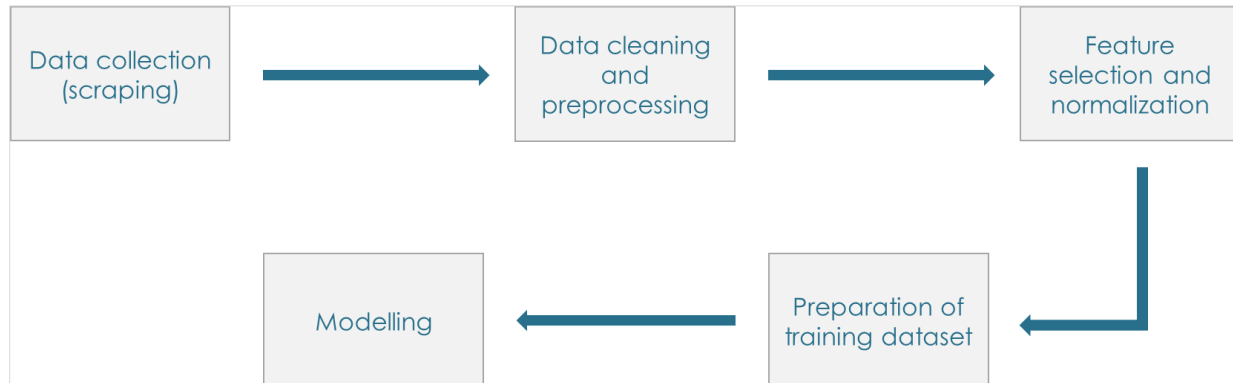 Data collection
(scraping)
Data cleaning
and
preprocessing
Feature
selection and
normalization
Preparation of
training dataset
Modelling